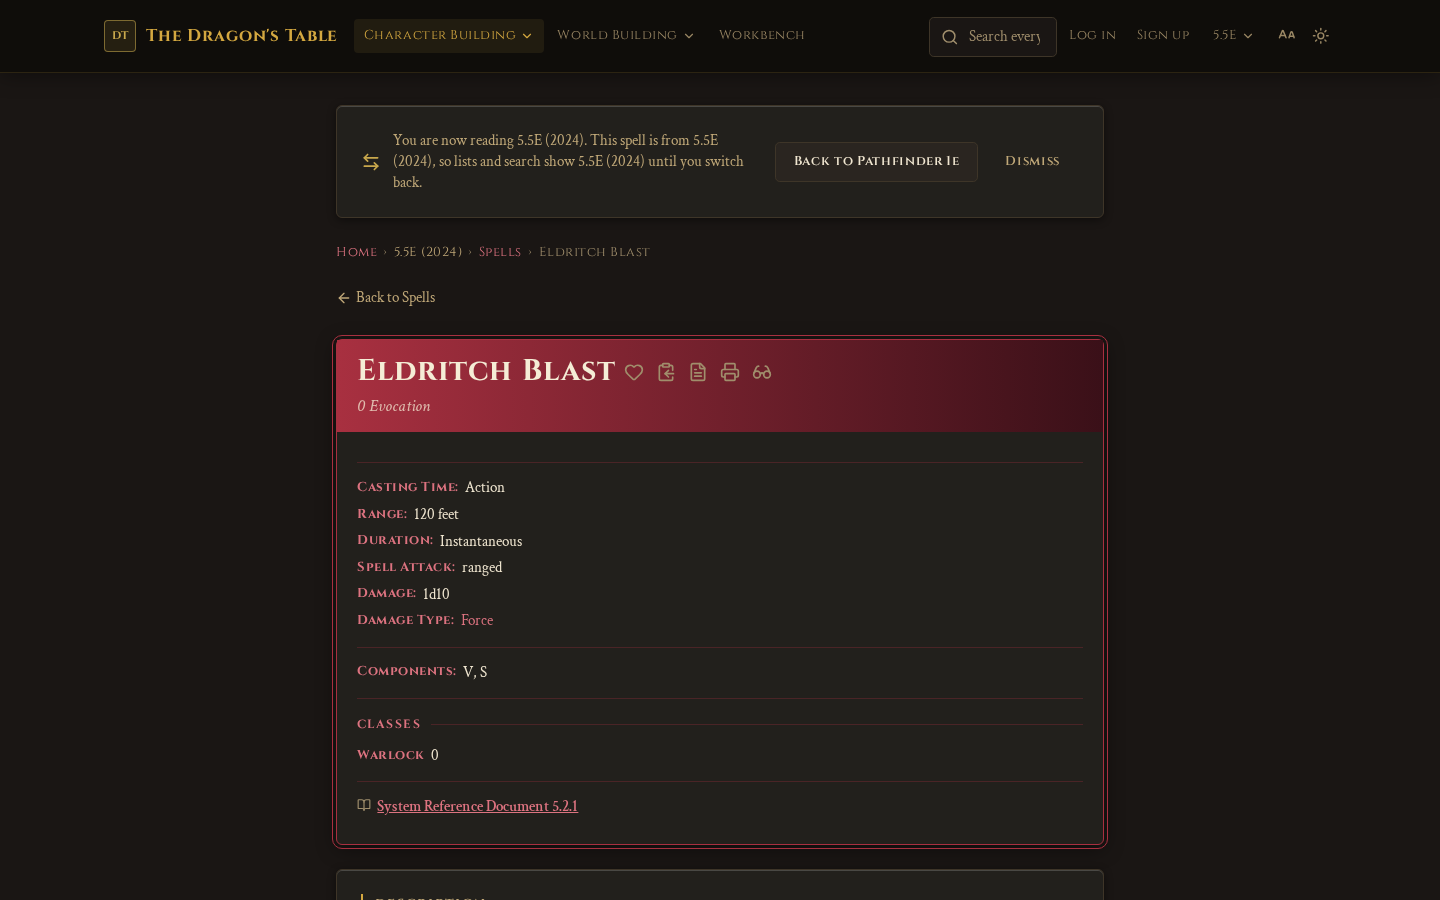 DT The Dragon's Table Character Building World Building Workbench Search every Log in Sign up 5.5E AA
You are now reading 5.5E (2024). This spell is from 5.5E
(2024), so lists and search show 5.5E (2024) until you switch
back.
Back to Pathfinder 1e Dismiss
Home › 5.5E (2024) › Spells › Eldritch Blast
Back to Spells
Eldritch Blast
0 Evocation
Casting Time: Action
Range: 120 feet
Duration: Instantaneous
Spell Attack: ranged
Damage: 1d10
Damage Type: Force
Components: V, S
Classes
Warlock 0
System Reference Document 5.2.1